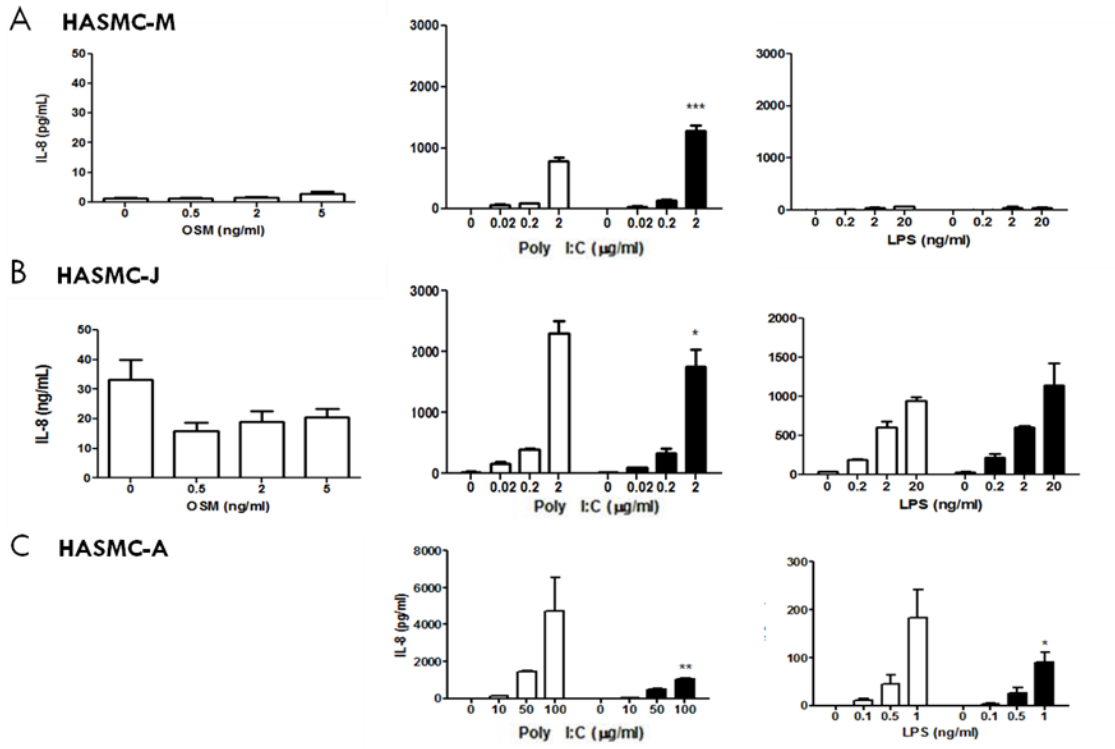 A HASMC-M
50
40
30
20
10
0
IL-8 (pg/mL)
0 0.5 2 5
OSM (ng/ml)
3000
2000
1000
0
***
0 0.02 0.2 2 0 0.02 0.2 2
Poly I:C (µg/ml)
3000
2000
1000
0
0 0.2 2 20 0 0.2 2 20
LPS (ng/ml)
B HASMC-J
50
40
30
20
10
0
IL-8 (ng/mL)
0 0.5 2 5
OSM (ng/ml)
3000
2000
1000
0
*
0 0.02 0.2 2 0 0.02 0.2 2
Poly I:C (µg/ml)
2000
1500
1000
500
0
0 0.2 2 20 0 0.2 2 20
LPS (ng/ml)
C HASMC-A
8000
6000
4000
2000
0
IL-8 (pg/ml)
**
0 10 50 100 0 10 50 100
Poly I:C (µg/ml)
300
200
100
0
*
0 0.1 0.5 1 0 0.1 0.5 1
LPS (ng/ml)